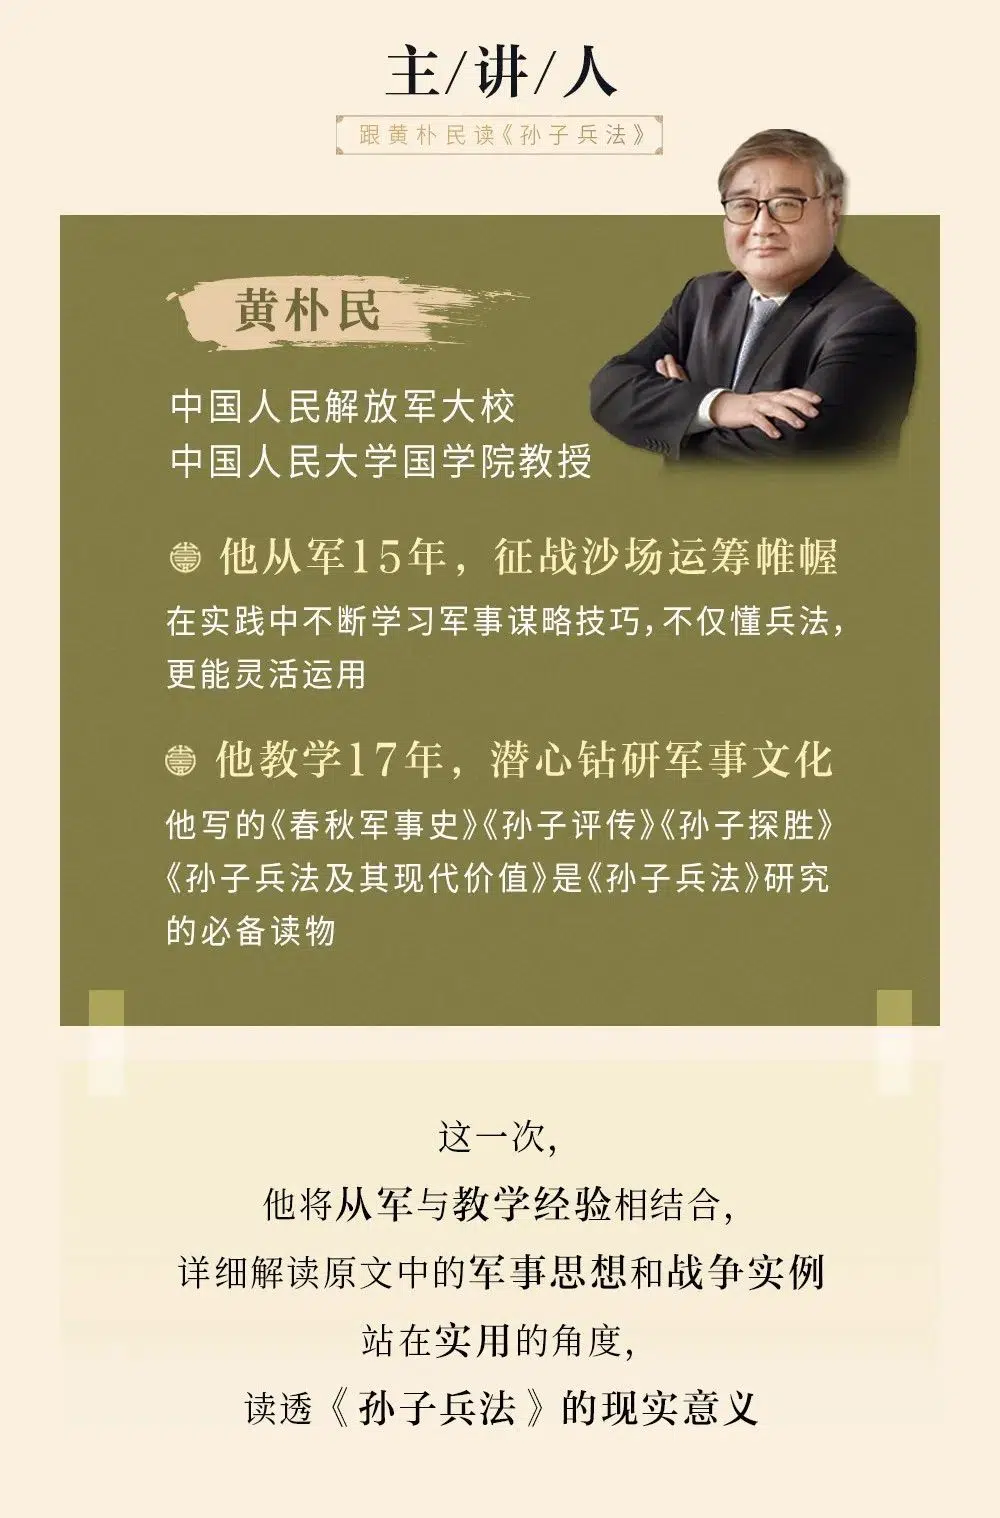 主/讲/人
跟黄朴民读《孙子兵法》
黄朴民
中国人民解放军大校
中国人民大学国学院教授
他从军15年，征战沙场运筹帷幄
在实践中不断学习军事谋略技巧，不仅懂兵法，
更能灵活运用
他教学17年，潜心钻研军事文化
他写的《春秋军事史》《孙子评传》《孙子探胜》
《孙子兵法及其现代价值》是《孙子兵法》研究
的必备读物
这一次，
他将从军与教学经验相结合，
详细解读原文中的军事思想和战争实例
站在实用的角度，
读透《孙子兵法》的现实意义